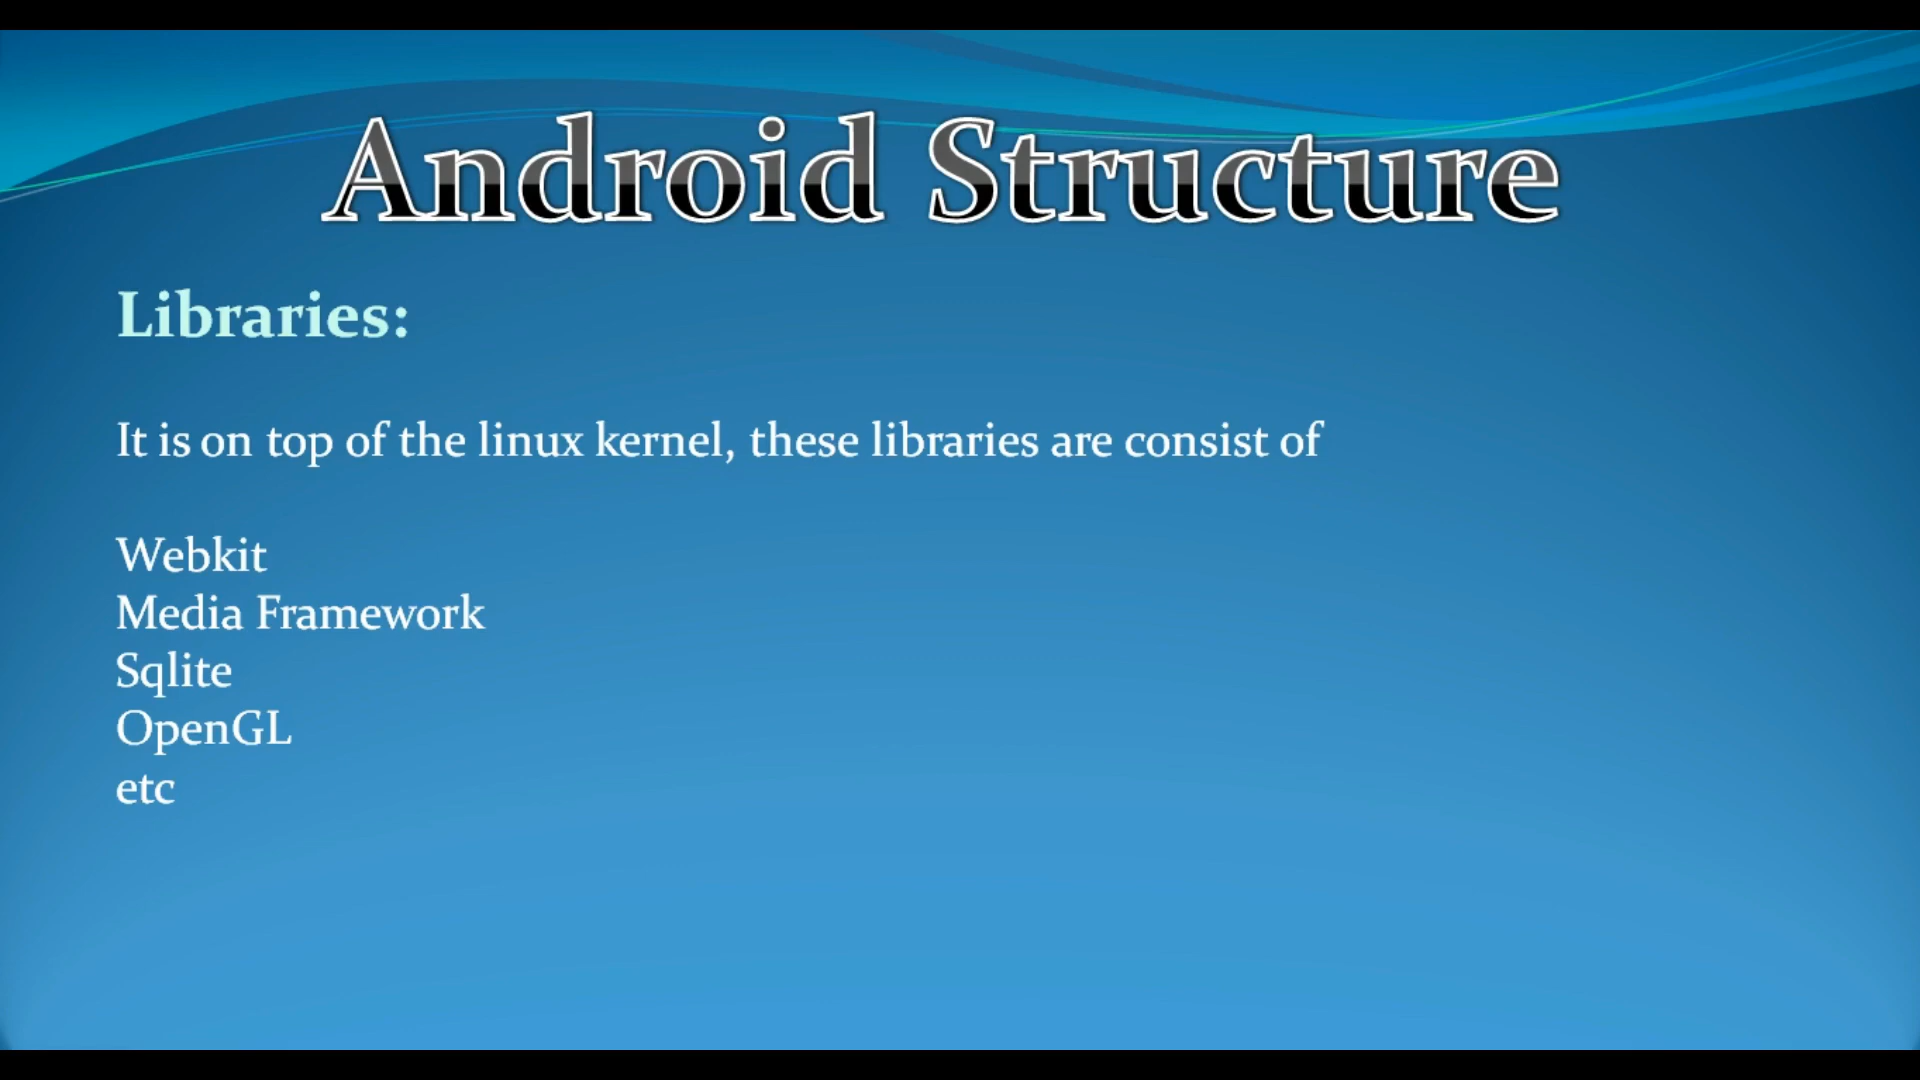 Android Structure
Libraries:
It is on top of the linux kernel, these libraries are consist of
Webkit
Media Framework
Sqlite
OpenGL
etc